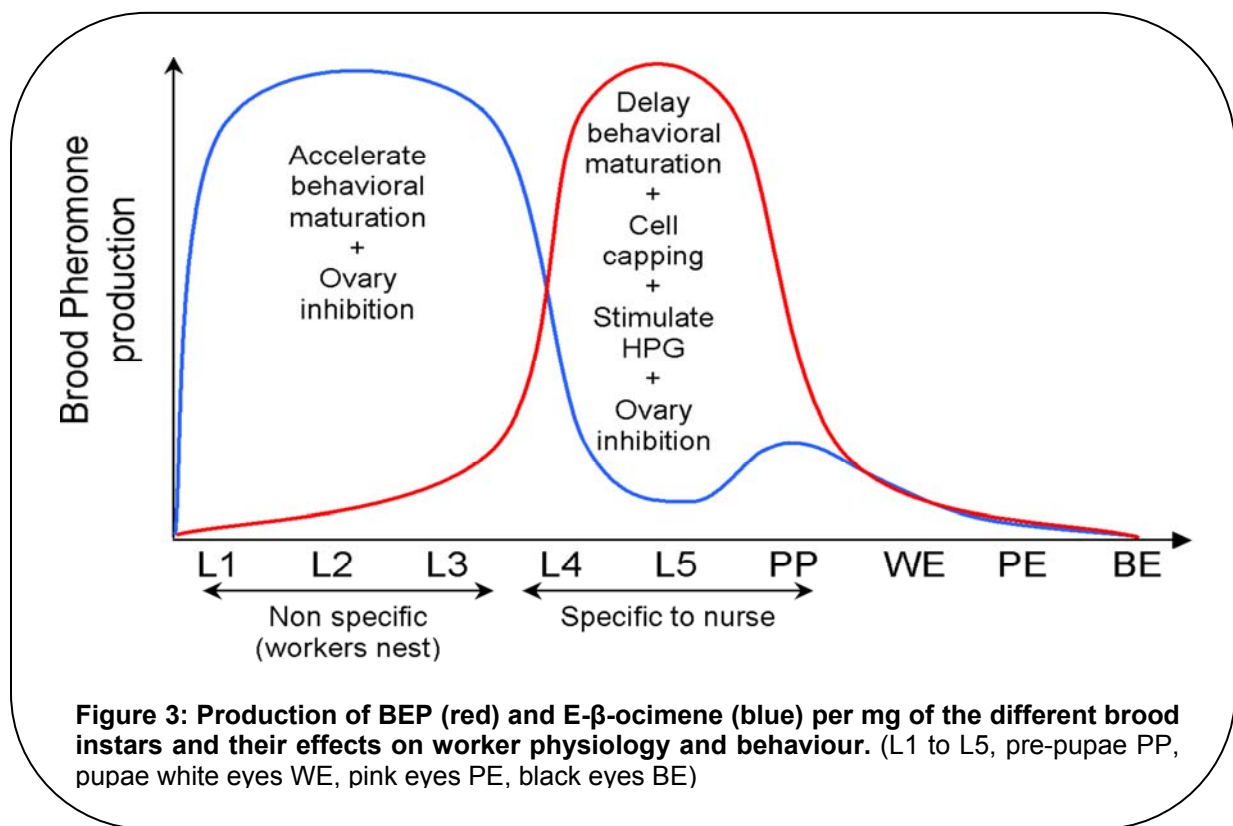 Brood Pheromone
production
Accelerate
behavioral
maturation
+
Ovary
inhibition
Delay
behavioral
maturation
+
Cell
capping
+
Stimulate
HPG
+
Ovary
inhibition
L1 L2 L3 L4 L5 PP WE PE BE
Non specific
(workers nest)
Specific to nurse
Figure 3: Production of BEP (red) and E-β-ocimene (blue) per mg of the different brood
instars and their effects on worker physiology and behaviour. (L1 to L5, pre-pupae PP,
pupae white eyes WE, pink eyes PE, black eyes BE)